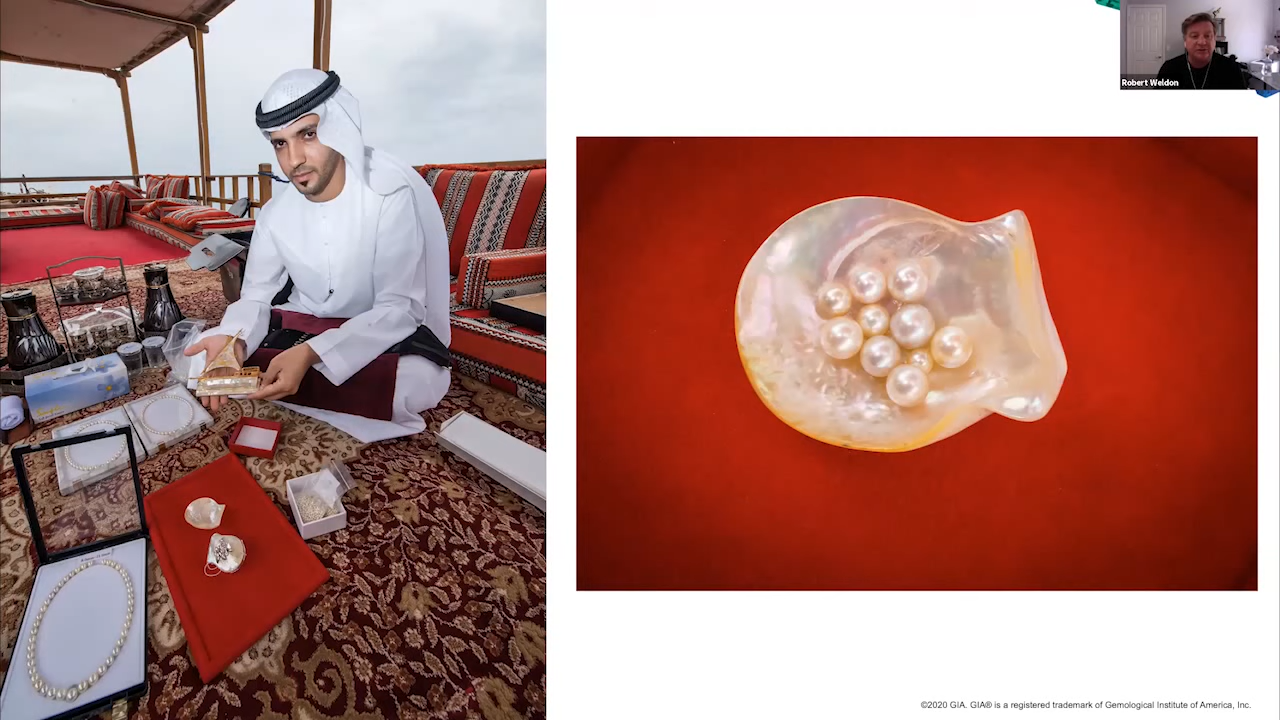 Robert Weldon
©2020 GIA. GIA® is a registered trademark of Gemological Institute of America, Inc.